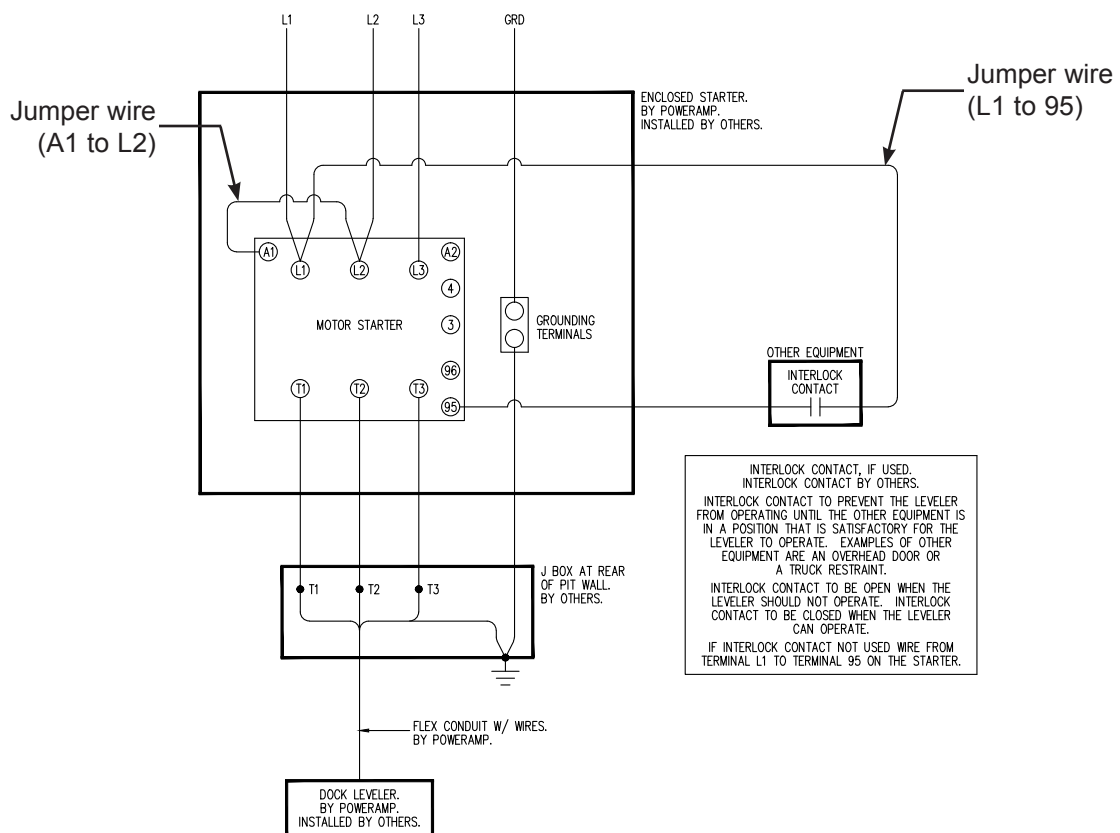 L1 L2 L3 GRD
Jumper wire
(A1 to L2)
Jumper wire
(L1 to 95)
ENCLOSED STARTER.
BY POWERAMP.
INSTALLED BY OTHERS.
A1 L1 L2 L3 A2
4
3
96
95
MOTOR STARTER
T1 T2 T3
GROUNDING
TERMINALS
OTHER EQUIPMENT
INTERLOCK
CONTACT
INTERLOCK CONTACT, IF USED.
INTERLOCK CONTACT BY OTHERS.
INTERLOCK CONTACT TO PREVENT THE LEVELER
FROM OPERATING UNTIL THE OTHER EQUIPMENT IS
IN A POSITION THAT IS SATISFACTORY FOR THE
LEVELER TO OPERATE. EXAMPLES OF OTHER
EQUIPMENT ARE AN OVERHEAD DOOR OR
A TRUCK RESTRAINT.
INTERLOCK CONTACT TO BE OPEN WHEN THE
LEVELER SHOULD NOT OPERATE. INTERLOCK
CONTACT TO BE CLOSED WHEN THE LEVELER
CAN OPERATE.
IF INTERLOCK CONTACT NOT USED WIRE FROM
TERMINAL L1 TO TERMINAL 95 ON THE STARTER.
T1 T2 T3
J BOX AT REAR
OF PIT WALL.
BY OTHERS.
FLEX CONDUIT W/ WIRES.
BY POWERAMP.
DOCK LEVELER.
BY POWERAMP.
INSTALLED BY OTHERS.